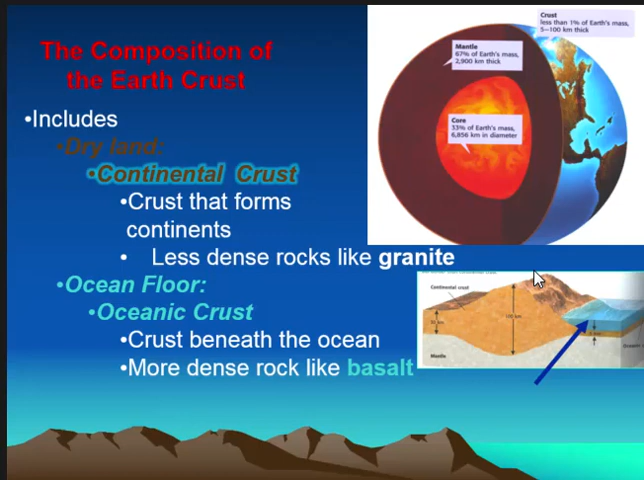 The Composition of
the Earth Crust
•Includes
•Dry land:
•Continental Crust
•Crust that forms
continents
• Less dense rocks like granite
•Ocean Floor:
•Oceanic Crust
•Crust beneath the ocean
•More dense rock like basalt
Crust
less than 1% of Earth's mass,
5–100 km thick
Mantle
67% of Earth's mass,
2,900 km thick
Core
33% of Earth's mass,
6,856 km in diameter
Continental crust
100 km
Mantle
Oceanic